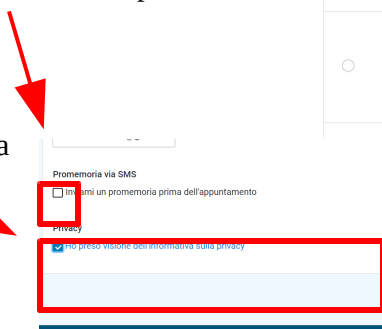 a
Promemoria via SMS
Inviami un promemoria prima dell'appuntamento
Privacy
Ho preso visione dell'informativa sulla privacy